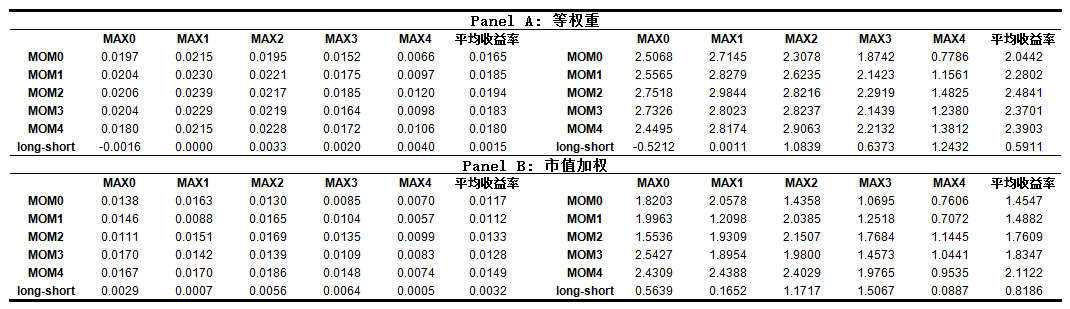 Panel A: 等权重
MAX0 MAX1 MAX2 MAX3 MAX4 平均收益率 MAX0 MAX1 MAX2 MAX3 MAX4 平均收益率
MOM0 0.0197 0.0215 0.0195 0.0152 0.0066 0.0165 MOM0 2.5068 2.7145 2.3078 1.8742 0.7786 2.0442
MOM1 0.0204 0.0230 0.0221 0.0175 0.0097 0.0185 MOM1 2.5565 2.8279 2.6235 2.1423 1.1561 2.2802
MOM2 0.0206 0.0239 0.0217 0.0185 0.0120 0.0194 MOM2 2.7518 2.9844 2.8216 2.2919 1.4825 2.4841
MOM3 0.0204 0.0229 0.0219 0.0164 0.0098 0.0183 MOM3 2.7326 2.8023 2.8237 2.1439 1.2380 2.3701
MOM4 0.0180 0.0215 0.0228 0.0172 0.0106 0.0180 MOM4 2.4495 2.8174 2.9063 2.2132 1.3812 2.3903
long-short -0.0016 0.0000 0.0033 0.0020 0.0040 0.0015 long-short -0.5212 0.0011 1.0839 0.6373 1.2432 0.5911
Panel B: 市值加权
MAX0 MAX1 MAX2 MAX3 MAX4 平均收益率 MAX0 MAX1 MAX2 MAX3 MAX4 平均收益率
MOM0 0.0138 0.0163 0.0130 0.0085 0.0070 0.0117 MOM0 1.8203 2.0578 1.4358 1.0695 0.7606 1.4547
MOM1 0.0146 0.0088 0.0165 0.0104 0.0057 0.0112 MOM1 1.9963 1.2098 2.0385 1.2518 0.7072 1.4882
MOM2 0.0111 0.0151 0.0169 0.0135 0.0099 0.0133 MOM2 1.5536 1.9309 2.1507 1.7684 1.1445 1.7609
MOM3 0.0170 0.0142 0.0139 0.0109 0.0083 0.0128 MOM3 2.5427 1.8954 1.9800 1.4573 1.0441 1.8347
MOM4 0.0167 0.0170 0.0186 0.0148 0.0074 0.0149 MOM4 2.4309 2.4388 2.4029 1.9765 0.9535 2.1122
long-short 0.0029 0.0007 0.0056 0.0064 0.0005 0.0032 long-short 0.5639 0.1652 1.1717 1.5067 0.0887 0.8186